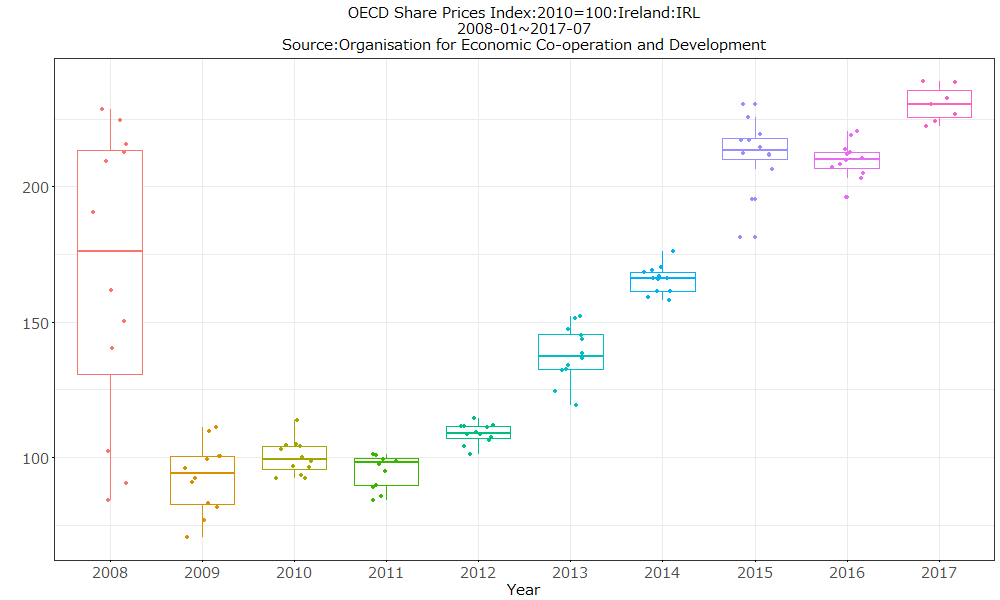 OECD Share Prices Index:2010=100:Ireland:IRL
2008-01~2017-07
Source:Organisation for Economic Co-operation and Development
200
150
100
2008 2009 2010 2011 2012 2013 2014 2015 2016 2017
Year